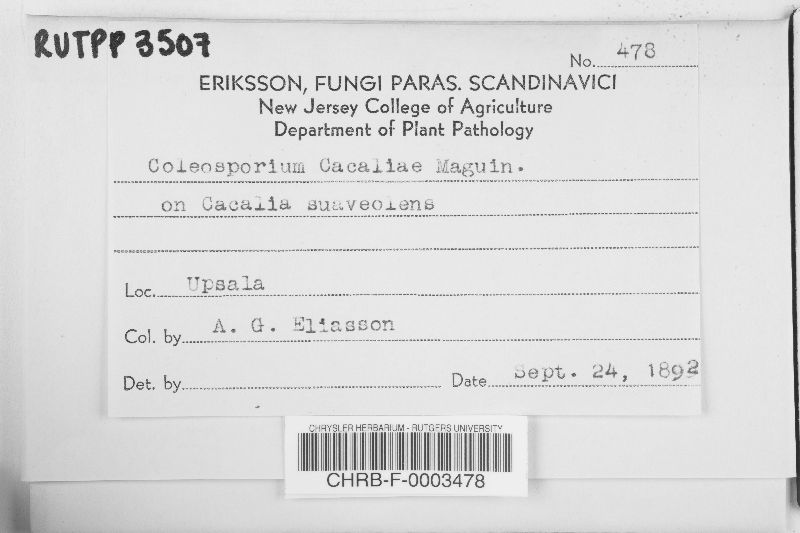 RUTPP 3507
No. 478
ERIKSSON, FUNGI PARAS. SCANDINAVICI
New Jersey College of Agriculture
Department of Plant Pathology
Coleosporium Cacaliae Maguin.
on Cacalia suaveolens
Loc. Upsala
Col. by A. G. Eliasson
Det. by Date Sept. 24, 1892
CHRYSLER HERBARIUM - RUTGERS UNIVERSITY
CHRB-F-0003478